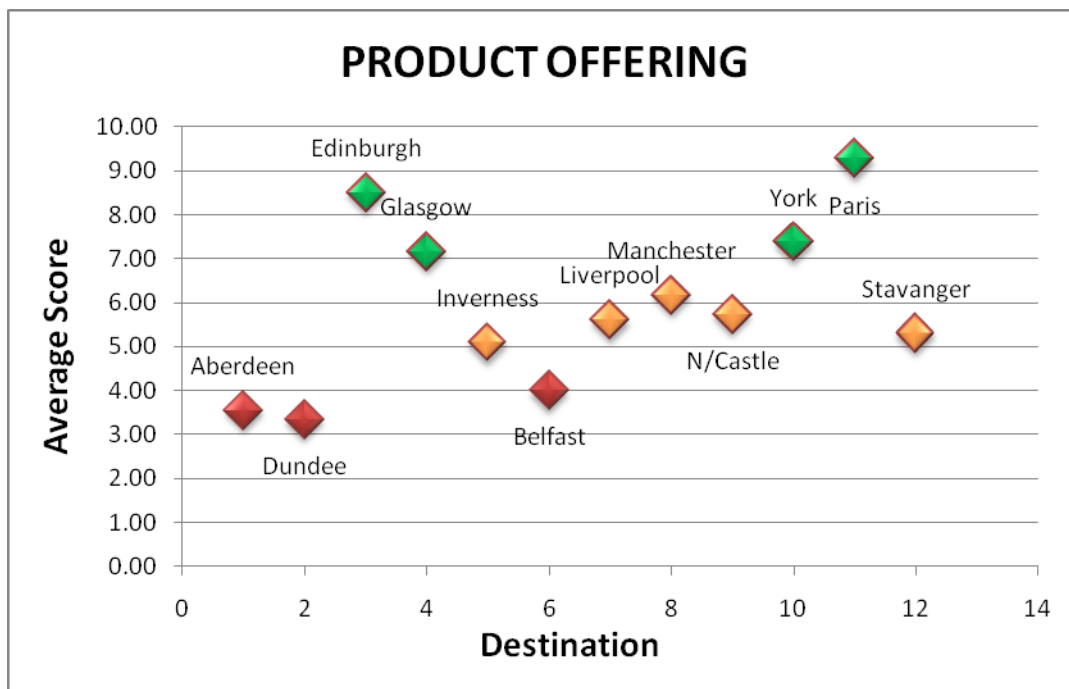 PRODUCT OFFERING
Average Score
10.00
9.00
8.00
7.00
6.00
5.00
4.00
3.00
2.00
1.00
0.00
Edinburgh
Glasgow
York
Paris
Manchester
Liverpool
Inverness
Stavanger
Aberdeen
N/Castle
Belfast
Dundee
0 2 4 6 8 10 12 14
Destination